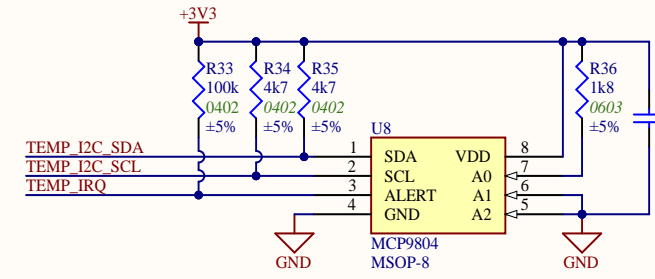 +3V3
R33
100k
0402
±5%
R34
4k7
0402
±5%
R35
4k7
0402
±5%
R36
1k8
0603
±5%
U8
TEMP_I2C_SDA
TEMP_I2C_SCL
TEMP_IRQ
1
2
3
4
SDA
SCL
ALERT
GND
VDD
A0
A1
A2
8
7
6
5
MCP9804
MSOP-8
GND
GND